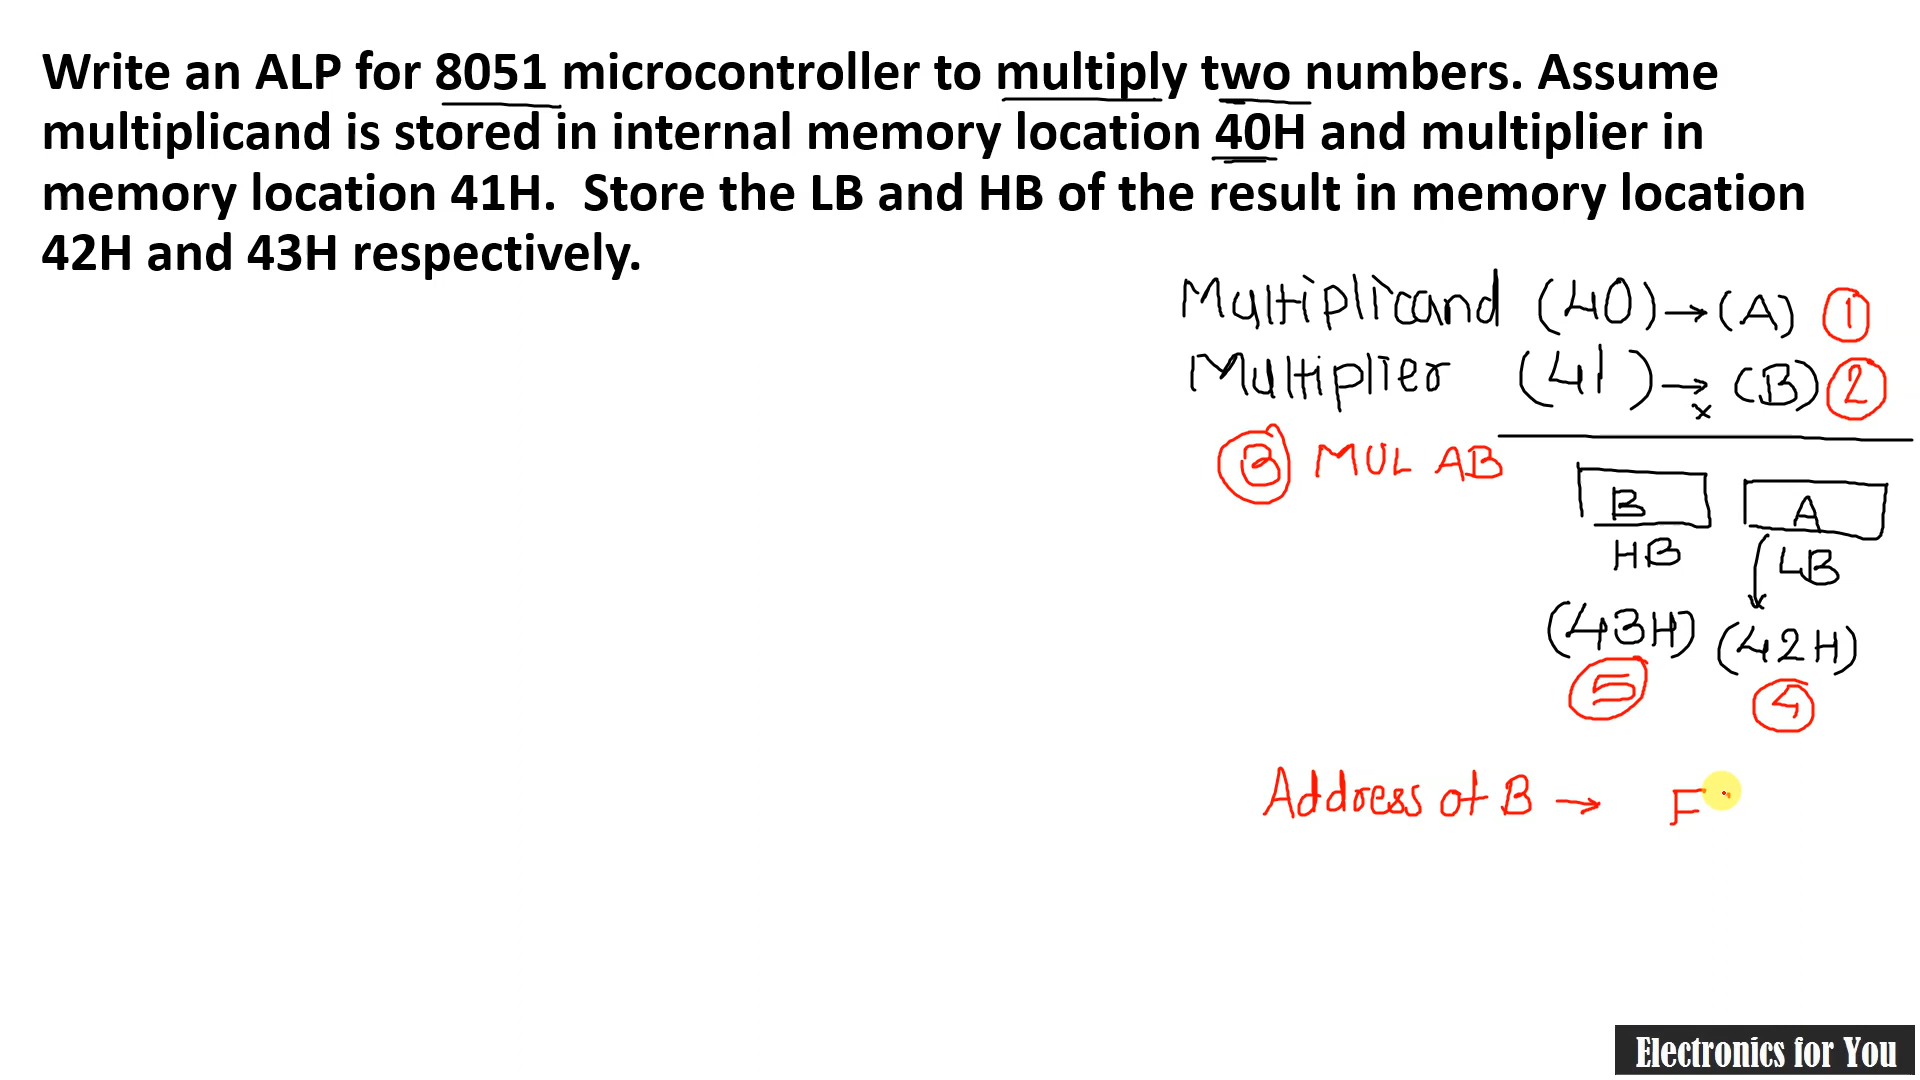 Write an ALP for 8051 microcontroller to multiply two numbers. Assume
multiplicand is stored in internal memory location 40H and multiplier in
memory location 41H. Store the LB and HB of the result in memory location
42H and 43H respectively.
Multiplicand (40) → (A) 1
Multiplier (41) → (B) 2
x
3 MUL AB
B A
HB LB
(43H) (42H)
5 4
Address of B → F
Electronics for You